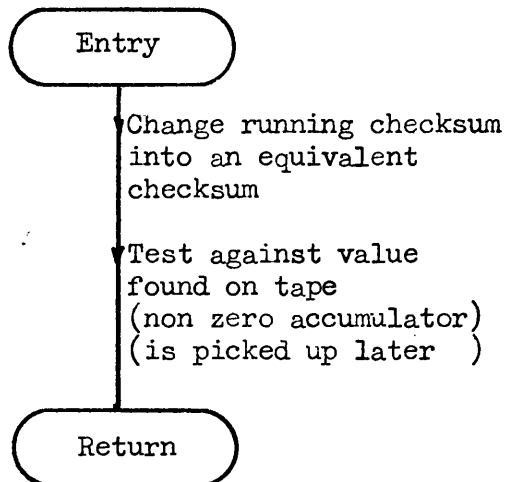 Entry
Change running checksum
into an equivalent
checksum
Test against value
found on tape
(non zero accumulator)
(is picked up later )
Return